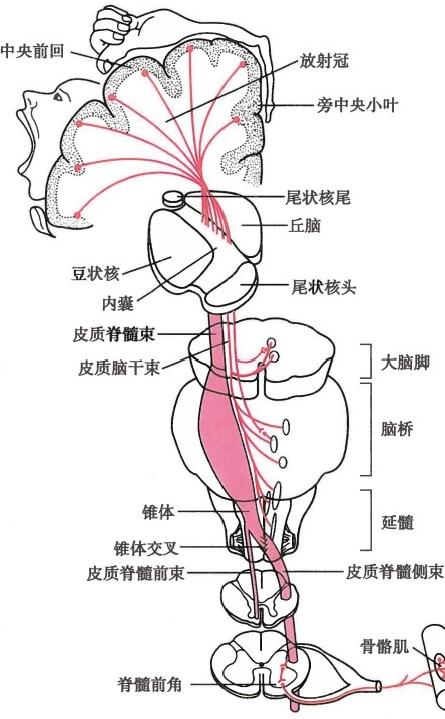 中央前回
放射冠
旁中央小叶
尾状核尾
丘脑
豆状核
尾状核头
内囊
皮质脊髓束
大脑脚
皮质脑干束
脑桥
锥体
延髓
锥体交叉
皮质脊髓前束
皮质脊髓侧束
骨骼肌
脊髓前角